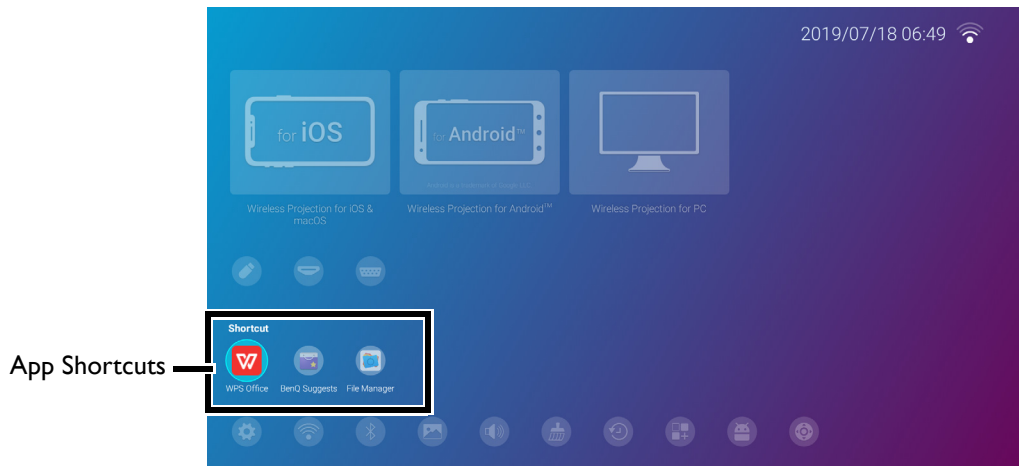 2019/07/18 06:49
for iOS
for Android™
Wireless Projection for iOS &
macOS
Wireless Projection for Android™
Wireless Projection for PC
Shortcut
App Shortcuts
WPS Office
BenQ Suggests
File Manager